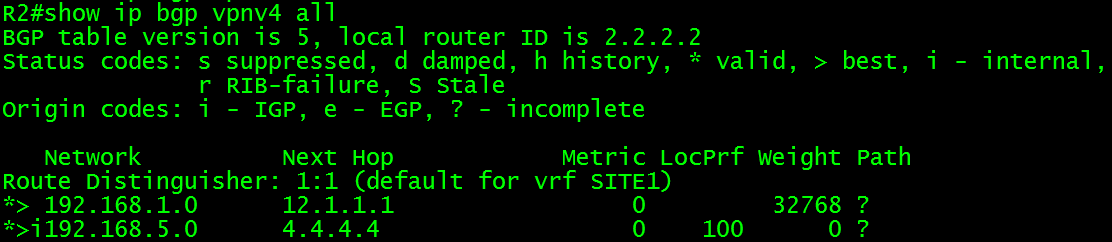 R2#show ip bgp vpnv4 all
BGP table version is 5, local router ID is 2.2.2.2
Status codes: s suppressed, d damped, h history, * valid, > best, i - internal,
              r RIB-failure, S Stale
Origin codes: i - IGP, e - EGP, ? - incomplete

   Network          Next Hop            Metric LocPrf Weight Path
Route Distinguisher: 1:1 (default for vrf SITE1)
*> 192.168.1.0      12.1.1.1                 0         32768 ?
*>i192.168.5.0      4.4.4.4                  0    100      0 ?